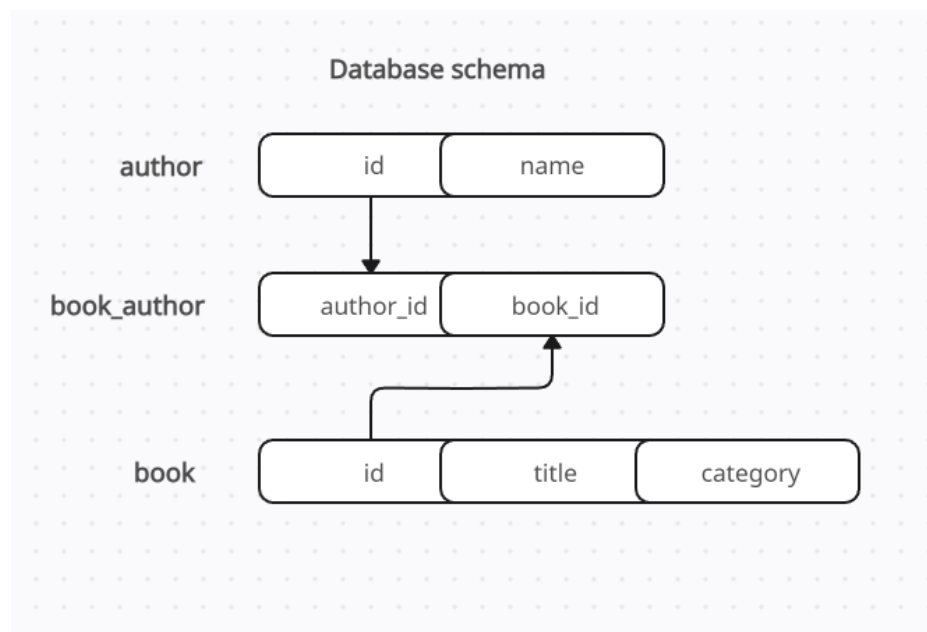 Database schema
author id name
book_author author_id book_id
book id title category